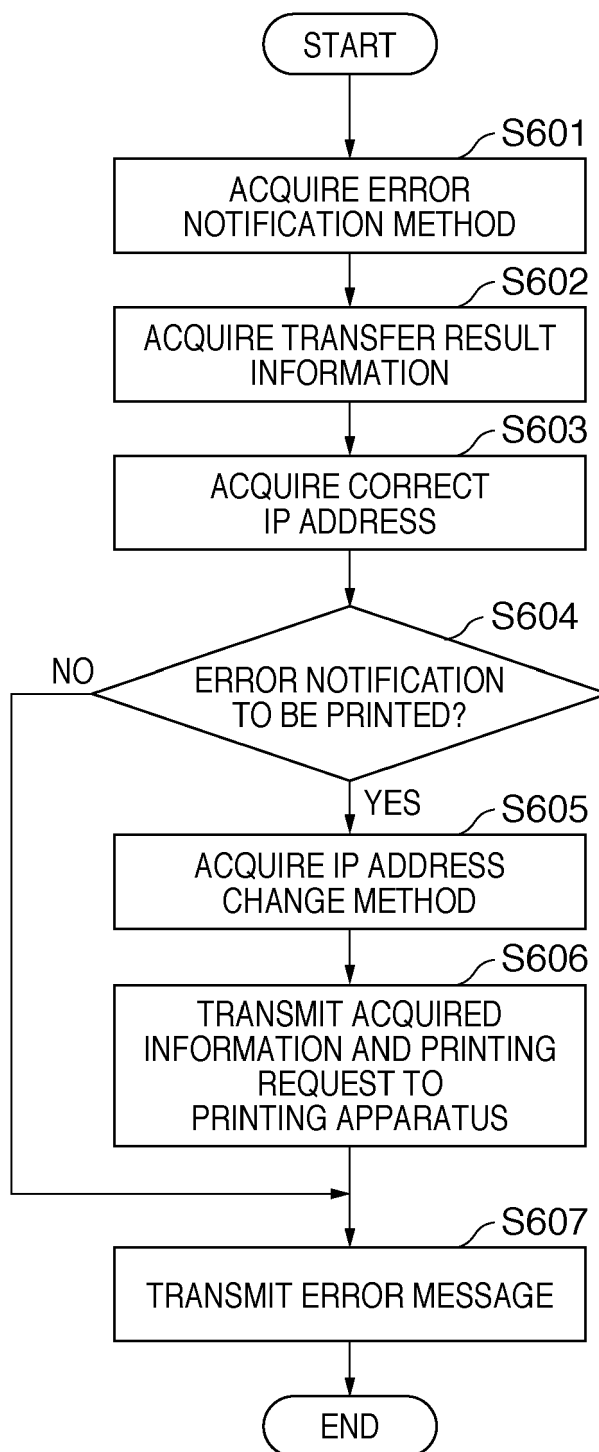 START
S601
ACQUIRE ERROR
NOTIFICATION METHOD
S602
ACQUIRE TRANSFER RESULT
INFORMATION
S603
ACQUIRE CORRECT
IP ADDRESS
S604
NO
ERROR NOTIFICATION
TO BE PRINTED?
YES
S605
ACQUIRE IP ADDRESS
CHANGE METHOD
S606
TRANSMIT ACQUIRED
INFORMATION AND PRINTING
REQUEST TO
PRINTING APPARATUS
S607
TRANSMIT ERROR MESSAGE
END